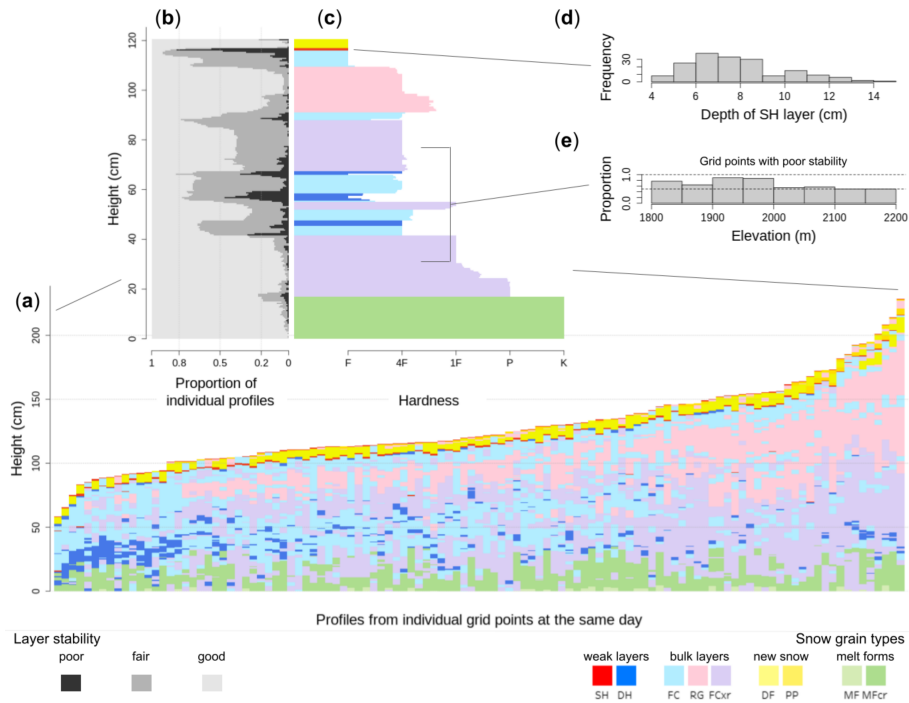 (b)
(c)
(d)
120
100
80
60
40
20
0
Height (cm)
1
0.8
0.5
0.2
0
Proportion of
individual profiles
F
4F
1F
P
K
Hardness
Frequency
30
0
4
6
8
10
12
14
Depth of SH layer (cm)
(e)
Grid points with poor stability
Proportion
1.0
0.0
1800
1900
2000
2100
2200
Elevation (m)
(a)
200
150
100
50
0
Height (cm)
Profiles from individual grid points at the same day
Layer stability
poor
fair
good
Snow grain types
weak layers
bulk layers
new snow
melt forms
SH
DH
FC
RG
FCxr
DF
PP
MF
MFcr